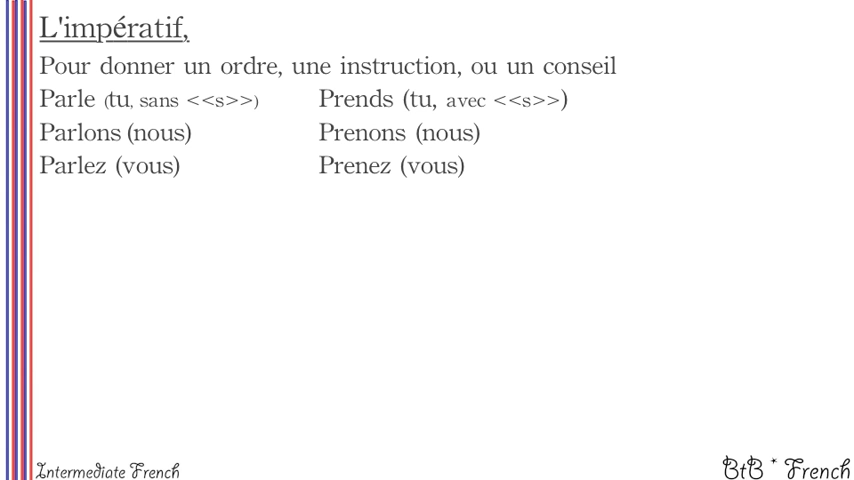 L'impératif,
Pour donner un ordre, une instruction, ou un conseil
Parle (tu, sans <<s>>) Prends (tu, avec <<s>>)
Parlons (nous) Prenons (nous)
Parlez (vous) Prenez (vous)
Intermediate French BtB * French